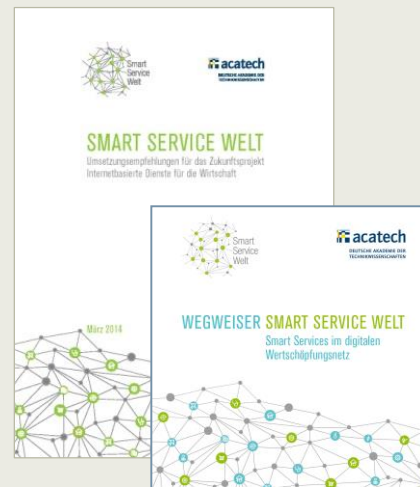 Smart
Service
Welt
acatech
DEUTSCHE AKADEMIE DER
TECHNIKWISSENSCHAFTEN
SMART SERVICE WELT
Umsetzungsempfehlungen für das Zukunftsprojekt
Internetbasierte Dienste für die Wirtschaft
März 2014
Smart
Service
Welt
acatech
DEUTSCHE AKADEMIE DER
TECHNIKWISSENSCHAFTEN
WEGWEISER SMART SERVICE WELT
Smart Services im digitalen
Wertschöpfungsnetz